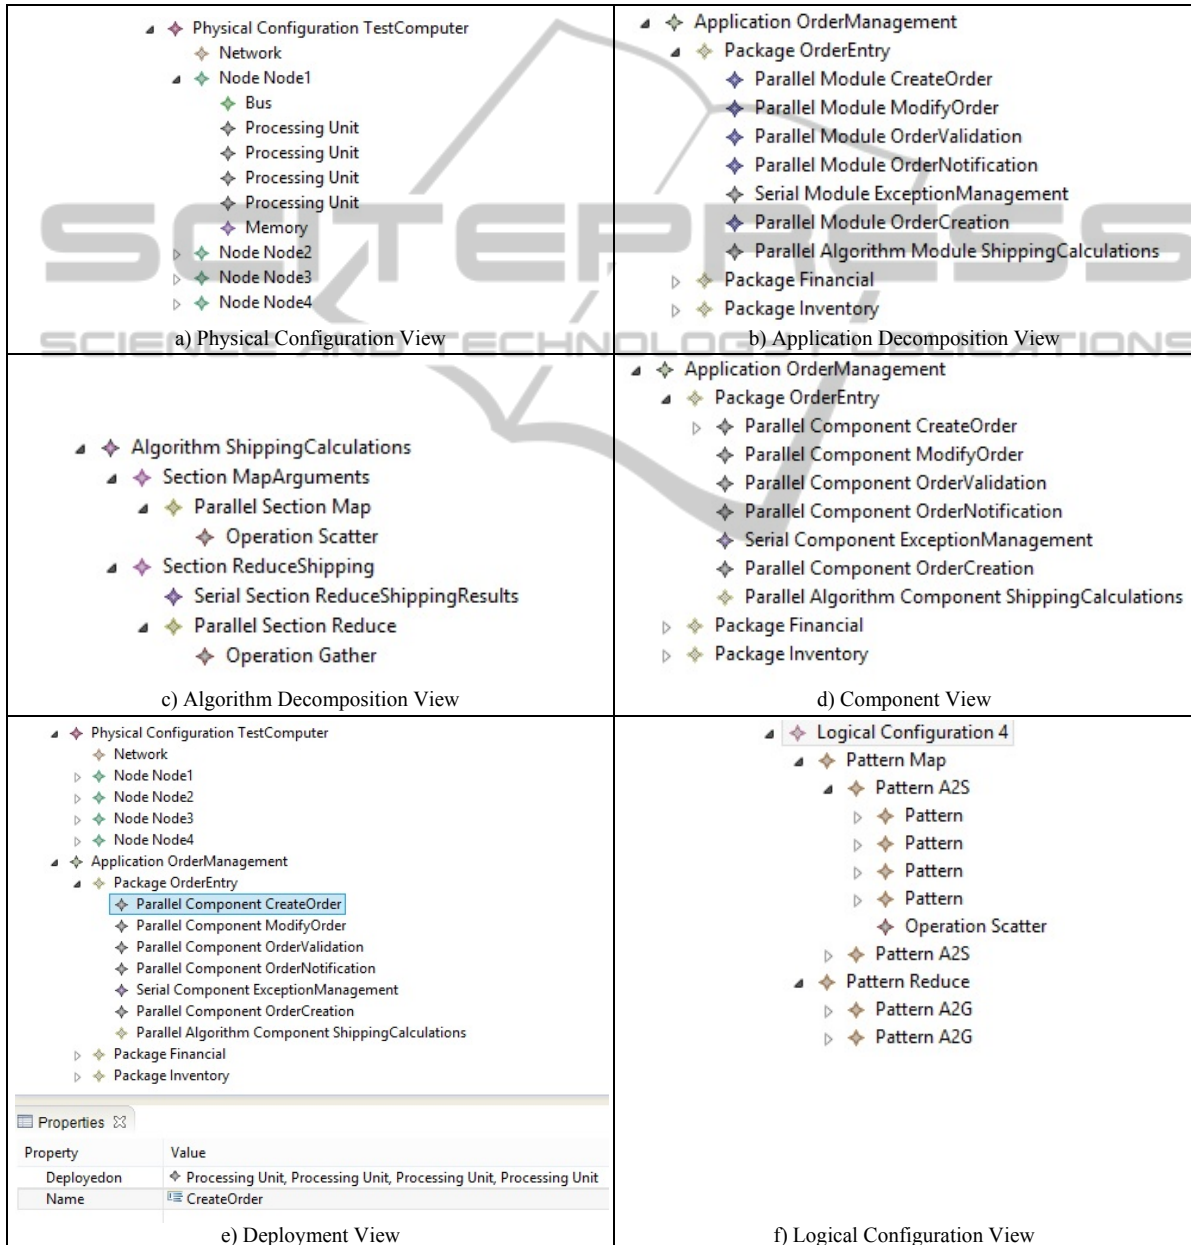 Physical Configuration TestComputer
Network
Node Node1
Bus
Processing Unit
Processing Unit
Processing Unit
Processing Unit
Memory
Node Node2
Node Node3
Node Node4
a) Physical Configuration View
Application OrderManagement
Package OrderEntry
Parallel Module CreateOrder
Parallel Module ModifyOrder
Parallel Module OrderValidation
Parallel Module OrderNotification
Serial Module ExceptionManagement
Parallel Module OrderCreation
Parallel Algorithm Module ShippingCalculations
Package Financial
Package Inventory
b) Application Decomposition View
SCITEPRESS
SCIENCE AND TECHNOLOGY PUBLICATIONS
Algorithm ShippingCalculations
Section MapArguments
Parallel Section Map
Operation Scatter
Section ReduceShipping
Serial Section ReduceShippingResults
Parallel Section Reduce
Operation Gather
c) Algorithm Decomposition View
Application OrderManagement
Package OrderEntry
Parallel Component CreateOrder
Parallel Component ModifyOrder
Parallel Component OrderValidation
Parallel Component OrderNotification
Serial Component ExceptionManagement
Parallel Component OrderCreation
Parallel Algorithm Component ShippingCalculations
Package Financial
Package Inventory
d) Component View
Physical Configuration TestComputer
Network
Node Node1
Node Node2
Node Node3
Node Node4
Application OrderManagement
Package OrderEntry
Parallel Component CreateOrder
Parallel Component ModifyOrder
Parallel Component OrderValidation
Parallel Component OrderNotification
Serial Component ExceptionManagement
Parallel Component OrderCreation
Parallel Algorithm Component ShippingCalculations
Package Financial
Package Inventory
Properties
Property Value
Deployedon Processing Unit, Processing Unit, Processing Unit, Processing Unit
Name CreateOrder
e) Deployment View
Logical Configuration 4
Pattern Map
Pattern A2S
Pattern
Pattern
Pattern
Pattern
Operation Scatter
Pattern A2S
Pattern Reduce
Pattern A2G
Pattern A2G
f) Logical Configuration View